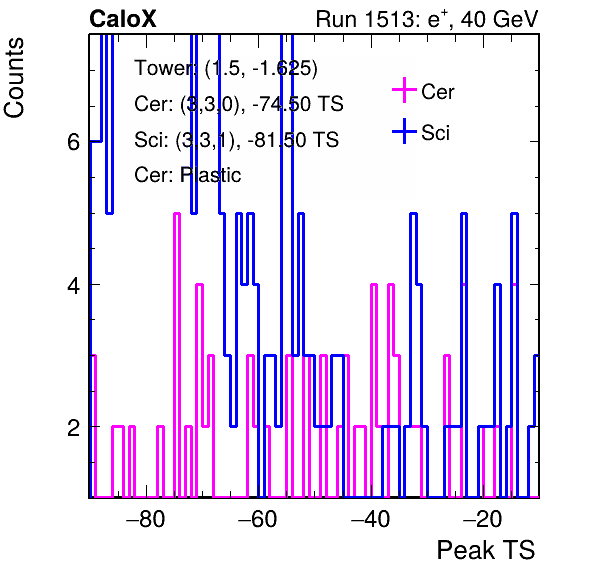 CaloX Run 1513: e+, 40 GeV
Counts
Tower: (1.5, -1.625)
Cer: (3,3,0), -74.50 TS
Sci: (3,3,1), -81.50 TS
Cer: Plastic
Cer
Sci
6
4
2
−80 −60 −40 −20
Peak TS